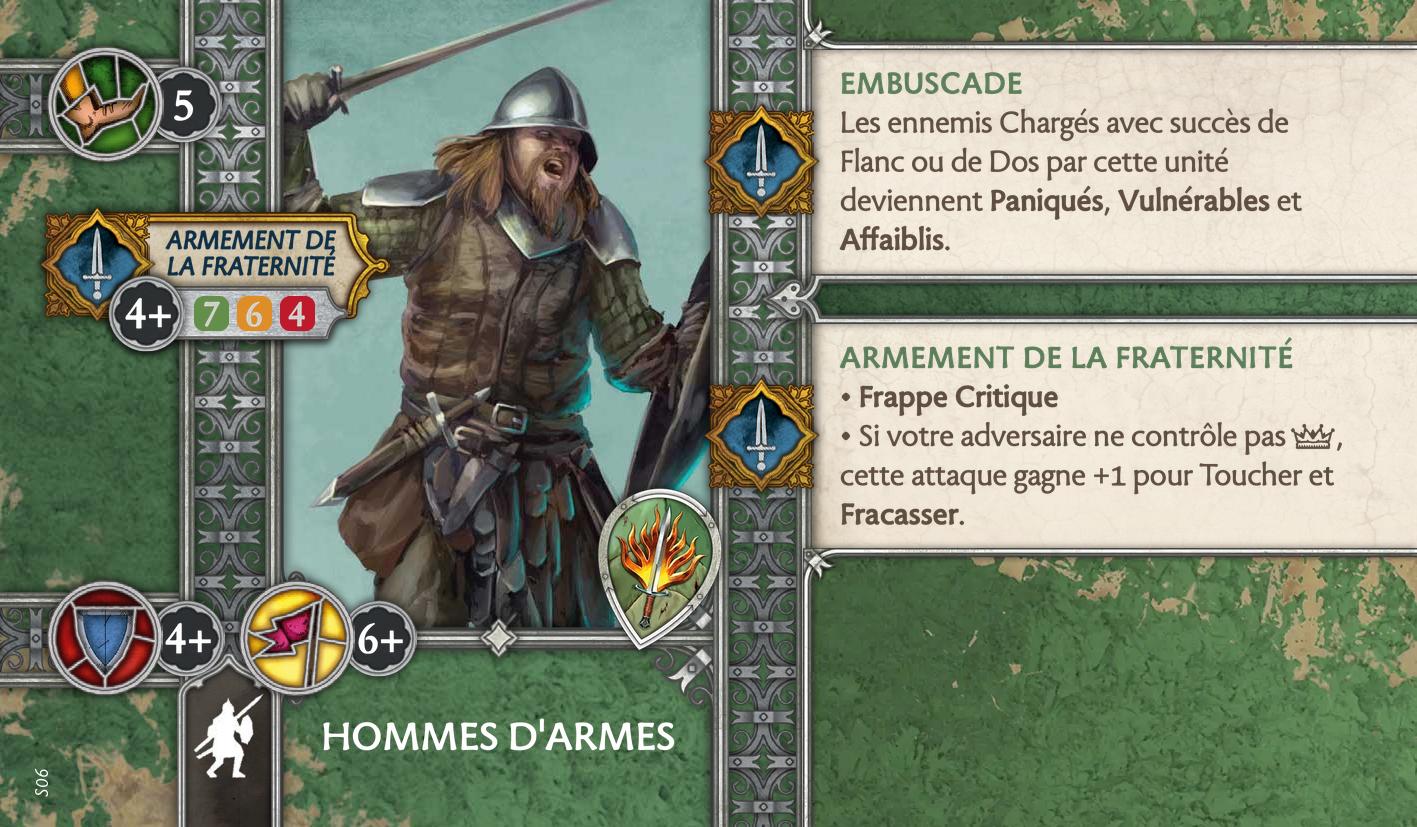 5
ARMEMENT DE
LA FRATERNITÉ
4+ 7 6 4
4+
6+
HOMMES D'ARMES
S06
EMBUSCADE
Les ennemis Chargés avec succès de
Flanc ou de Dos par cette unité
deviennent Paniqués, Vulnérables et
Affaiblis.
ARMEMENT DE LA FRATERNITÉ
• Frappe Critique
• Si votre adversaire ne contrôle pas ,
cette attaque gagne +1 pour Toucher et
Fracasser.